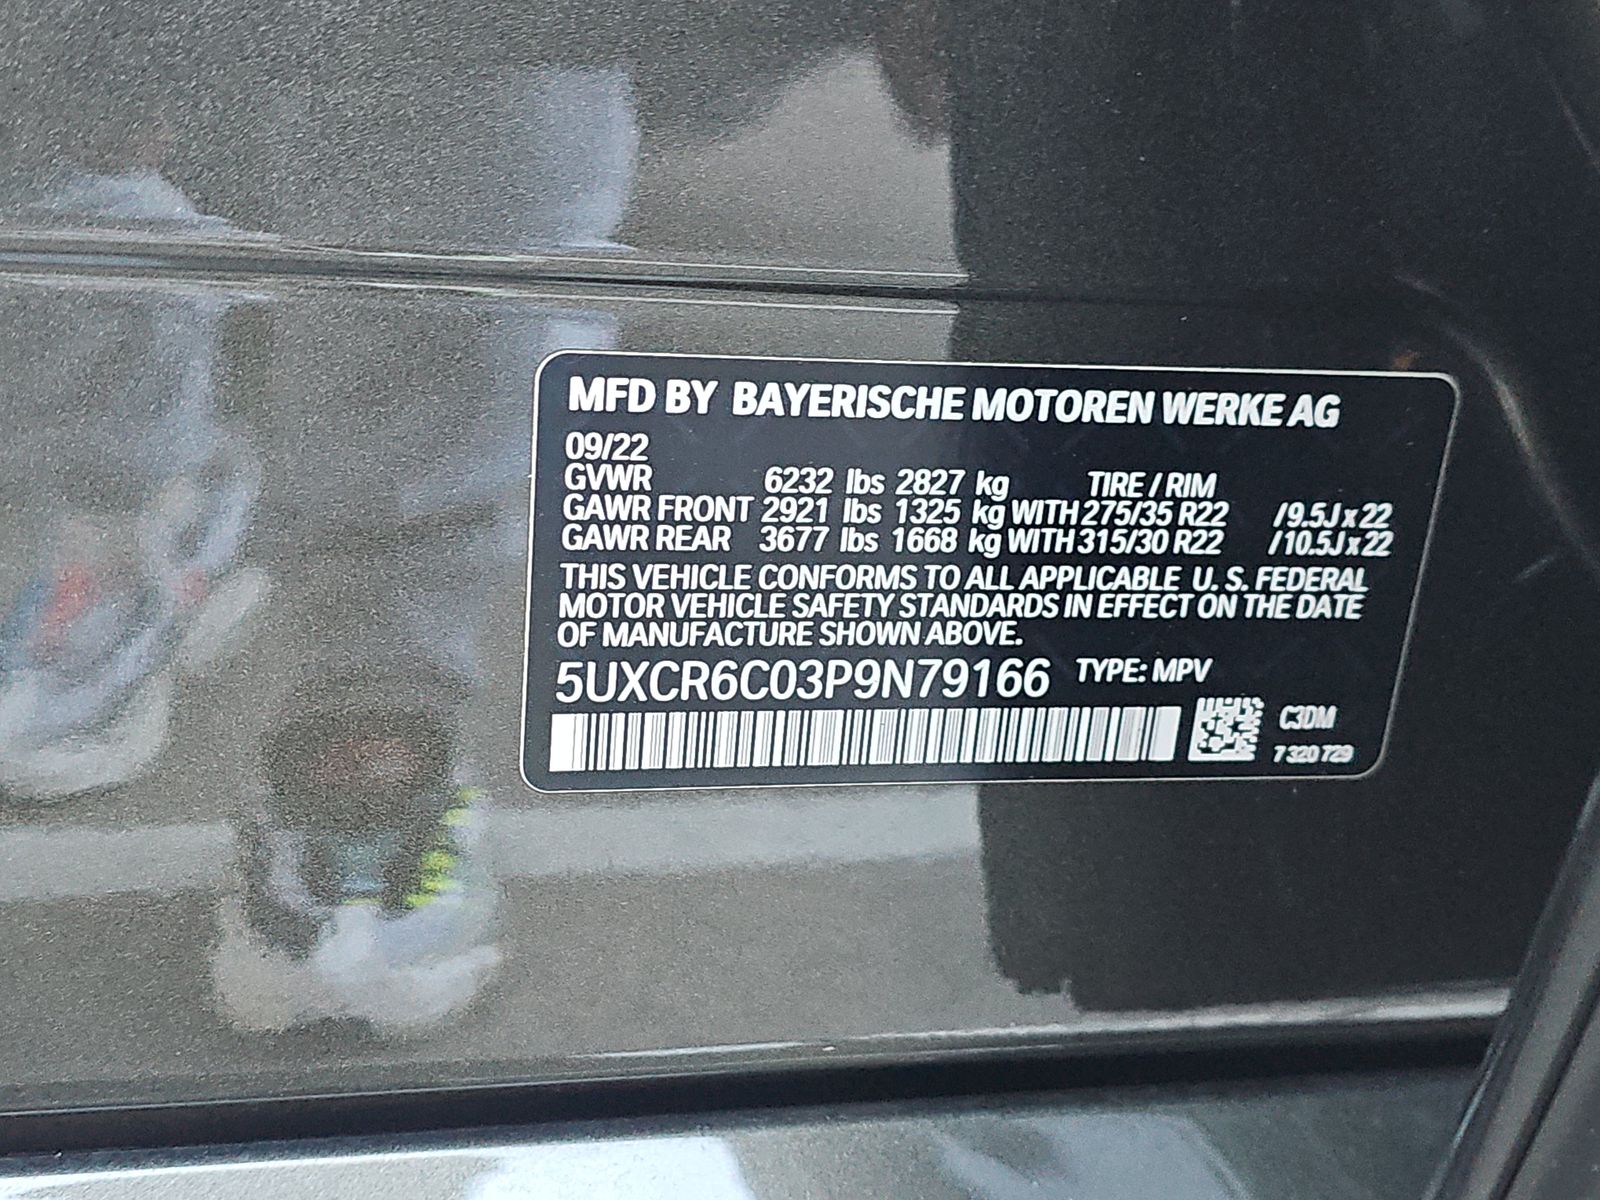 MFD BY BAYERISCHE MOTOREN WERKE AG
09/22
GVWR 6232 lbs 2827 kg TIRE / RIM
GAWR FRONT 2921 lbs 1325 kg WITH 275/35 R22 /9.5J x 22
GAWR REAR 3677 lbs 1668 kg WITH 315/30 R22 /10.5J x 22
THIS VEHICLE CONFORMS TO ALL APPLICABLE U. S. FEDERAL
MOTOR VEHICLE SAFETY STANDARDS IN EFFECT ON THE DATE
OF MANUFACTURE SHOWN ABOVE.
5UXCR6C03P9N79166 TYPE: MPV
C3DM
7 320 729